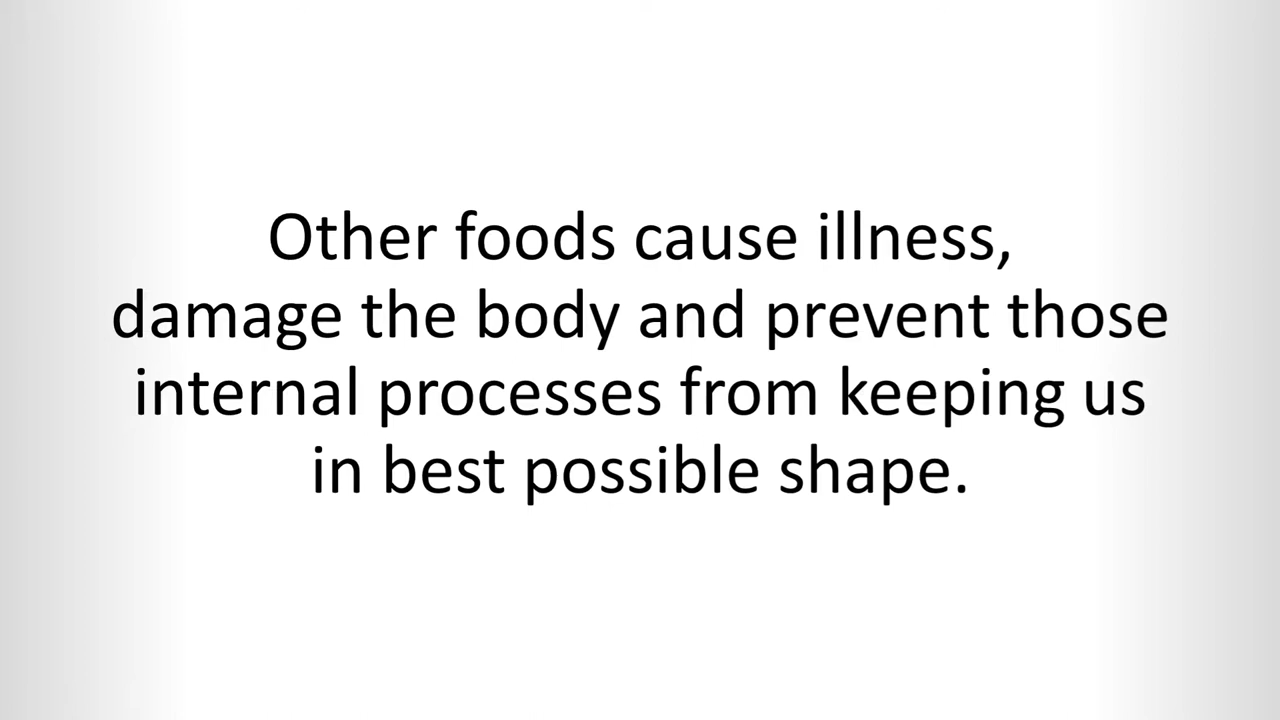 Other foods cause illness,
damage the body and prevent those
internal processes from keeping us
in best possible shape.